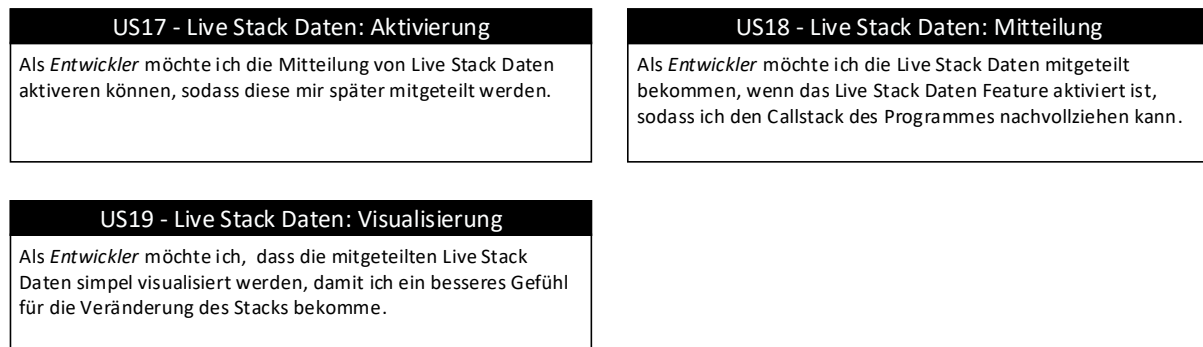 US17 - Live Stack Daten: Aktivierung
Als Entwickler möchte ich die Mitteilung von Live Stack Daten
aktiveren können, sodass diese mir später mitgeteilt werden.
US18 - Live Stack Daten: Mitteilung
Als Entwickler möchte ich die Live Stack Daten mitgeteilt
bekommen, wenn das Live Stack Daten Feature aktiviert ist,
sodass ich den Callstack des Programmes nachvollziehen kann.
US19 - Live Stack Daten: Visualisierung
Als Entwickler möchte ich, dass die mitgeteilten Live Stack
Daten simpel visualisiert werden, damit ich ein besseres Gefühl
für die Veränderung des Stacks bekomme.